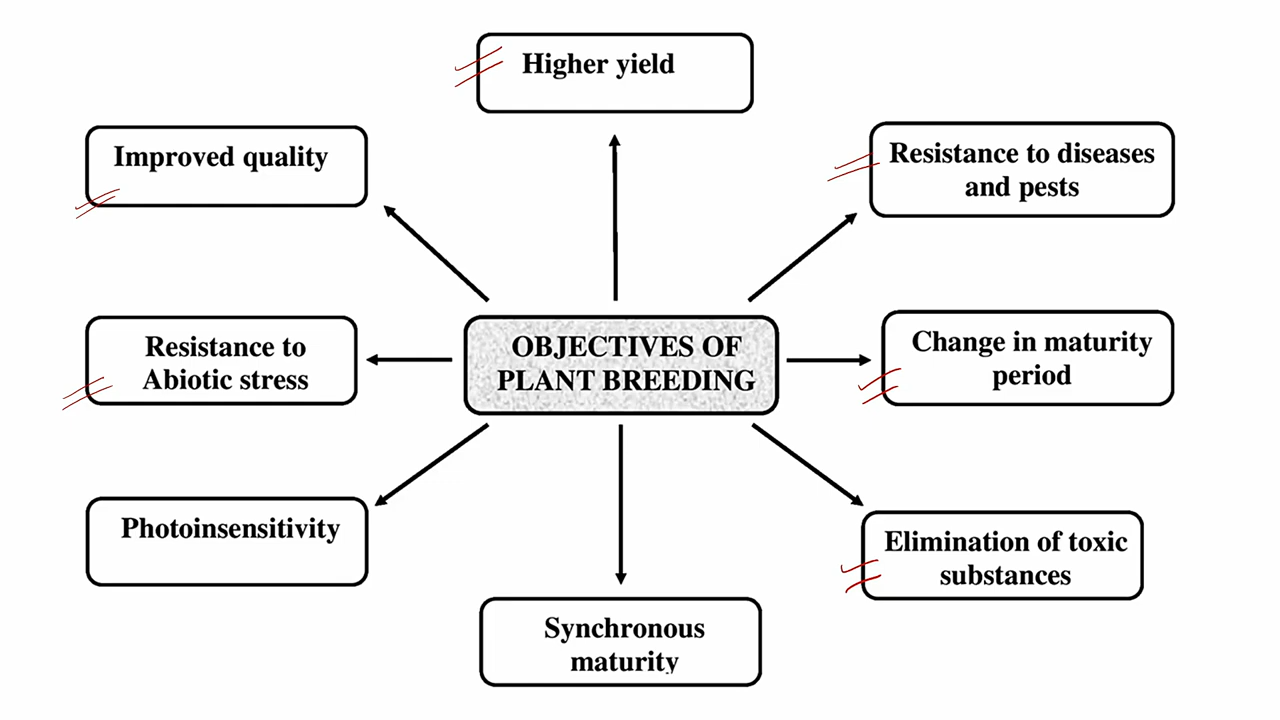 Higher yield
Improved quality
Resistance to diseases
and pests
Resistance to
Abiotic stress
OBJECTIVES OF
PLANT BREEDING
Change in maturity
period
Photoinsensitivity
Elimination of toxic
substances
Synchronous
maturity